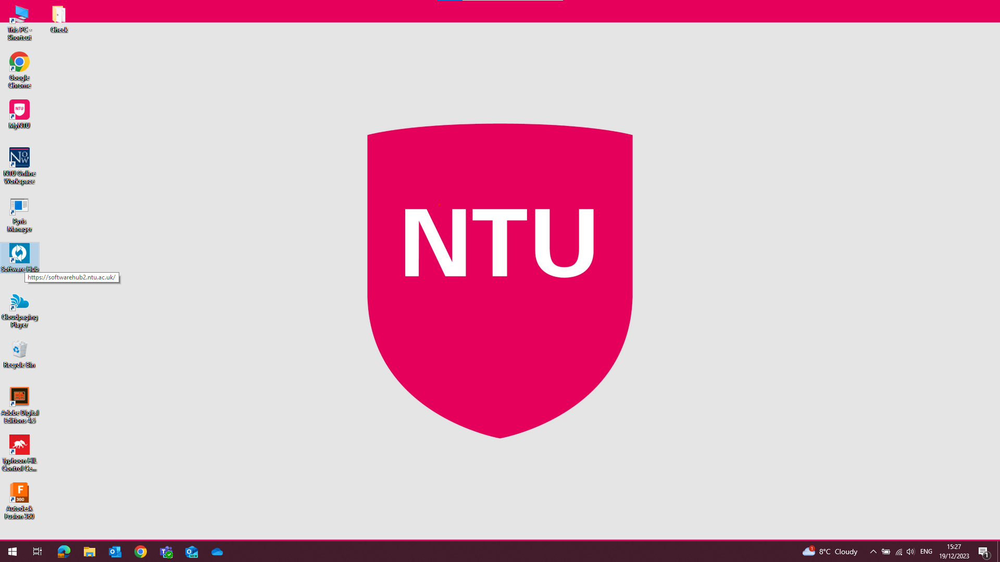 This PC -
Shortcut
Check
Google
Chrome
NTU
MyNTU
NOW
NTU Online
Workspace
Pyris
Manager
Software Hub
https://softwarehub2.ntu.ac.uk/
Cloudpaging
Player
Recycle Bin
Adobe Digital
Editions 4.5
Typhoon HIL
Control Ce...
F
360
Autodesk
Fusion 360
NTU
NEW
1
8°C Cloudy
ENG
15:27
19/12/2023
1